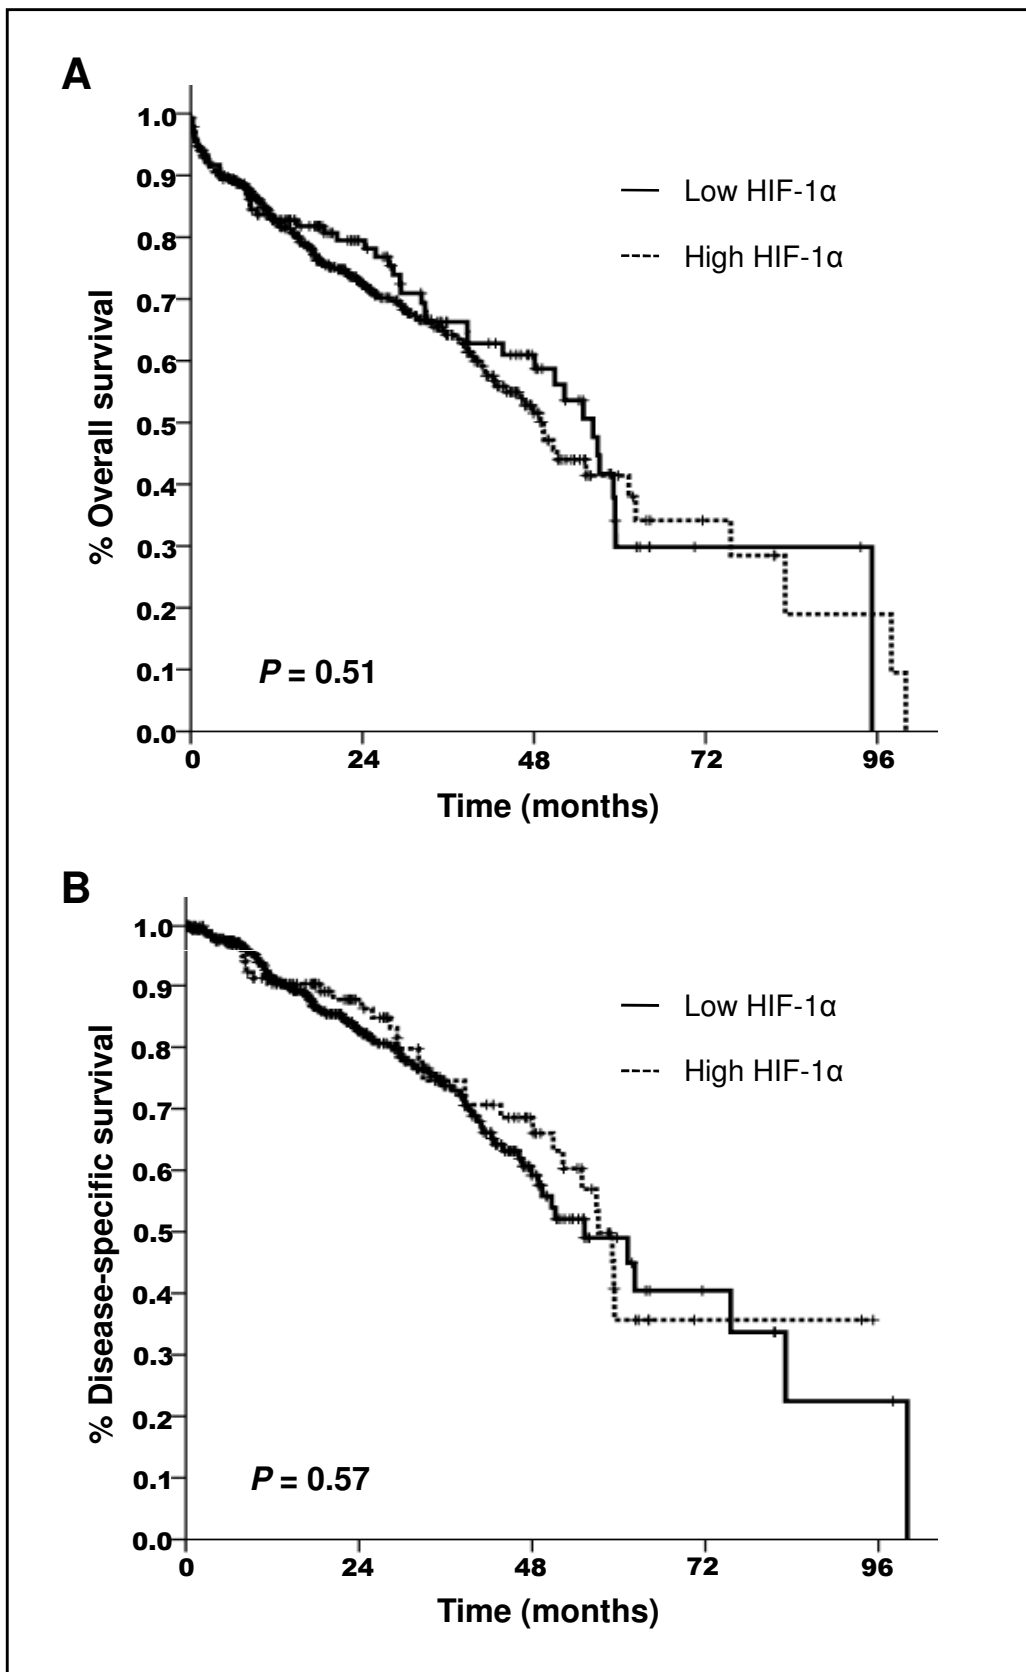 A
1.0
0.9
0.8
0.7
0.6
0.5
0.4
0.3
0.2
0.1
0.0
% Overall survival
Low HIF-1α
High HIF-1α
P = 0.51
0 24 48 72 96
Time (months)
B
1.0
0.9
0.8
0.7
0.6
0.5
0.4
0.3
0.2
0.1
0.0
% Disease-specific survival
Low HIF-1α
High HIF-1α
P = 0.57
0 24 48 72 96
Time (months)